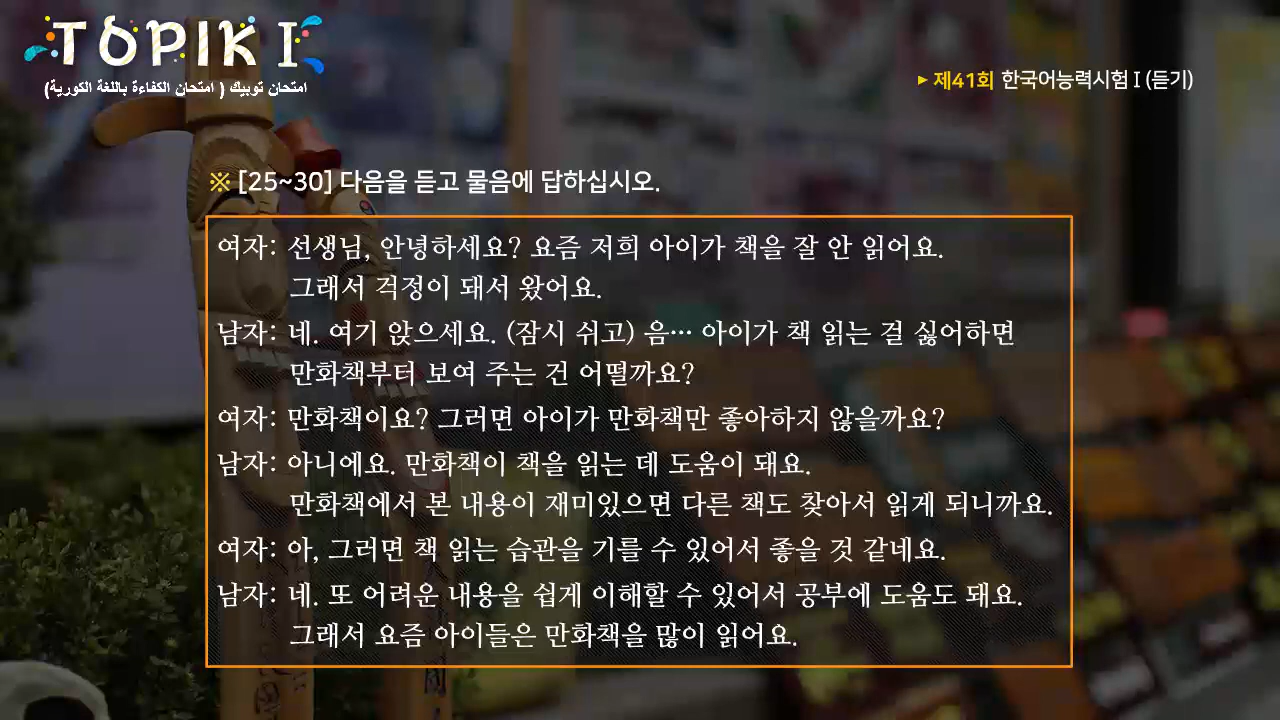 TOPIK I
امتحان توبيك ( امتحان الكفاءة باللغة الكورية)
▶ 제41회 한국어능력시험 I (듣기)
※ [25~30] 다음을 듣고 물음에 답하십시오.
여자: 선생님, 안녕하세요? 요즘 저희 아이가 책을 잘 안 읽어요.
그래서 걱정이 돼서 왔어요.
남자: 네. 여기 앉으세요. (잠시 쉬고) 음… 아이가 책 읽는 걸 싫어하면
만화책부터 보여 주는 건 어떨까요?
여자: 만화책이요? 그러면 아이가 만화책만 좋아하지 않을까요?
남자: 아니에요. 만화책이 책을 읽는 데 도움이 돼요.
만화책에서 본 내용이 재미있으면 다른 책도 찾아서 읽게 되니까요.
여자: 아, 그러면 책 읽는 습관을 기를 수 있어서 좋을 것 같네요.
남자: 네. 또 어려운 내용을 쉽게 이해할 수 있어서 공부에 도움도 돼요.
그래서 요즘 아이들은 만화책을 많이 읽어요.